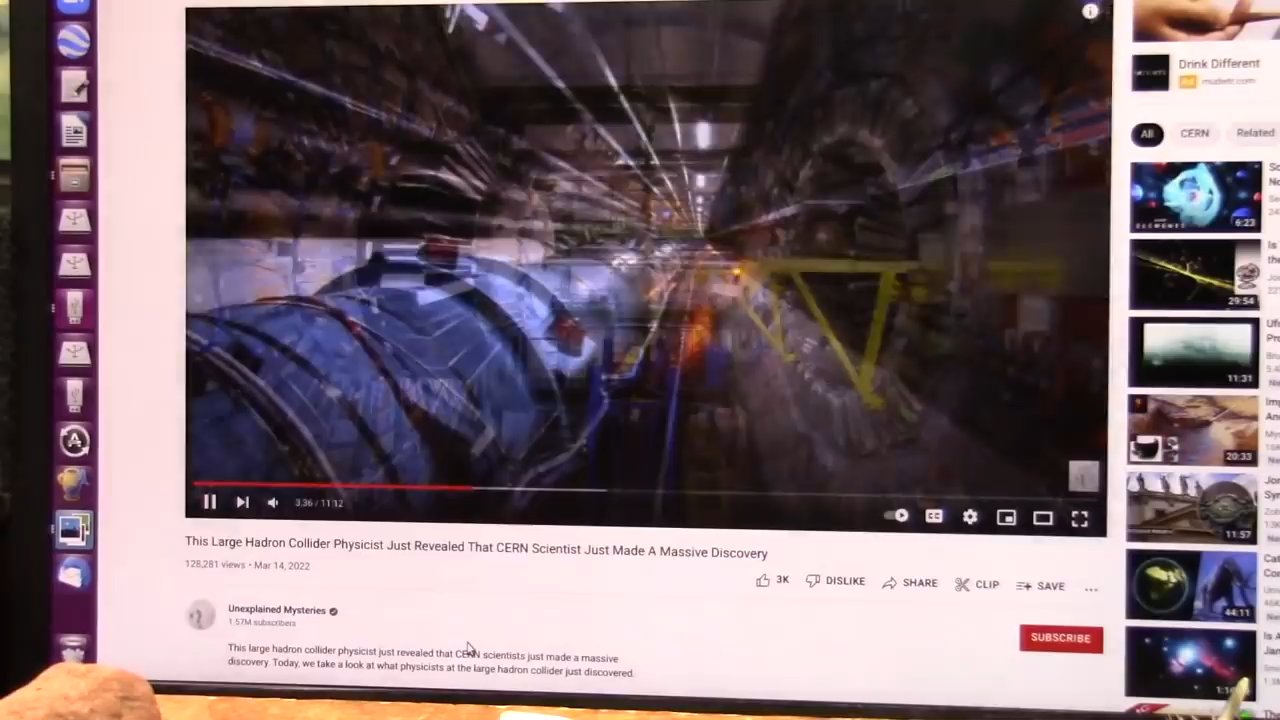 Drink Different
Ad
All
CERN
Related
6:23
29:54
11:31
20:33
11:57
44:11
3:36 / 11:12
CC
This Large Hadron Collider Physicist Just Revealed That CERN Scientist Just Made A Massive Discovery
128,281 views • Mar 14, 2022
3K
DISLIKE
SHARE
CLIP
SAVE
Unexplained Mysteries
1.57M subscribers
SUBSCRIBE
This large hadron collider physicist just revealed that CERN scientists just made a massive
discovery. Today, we take a look at what physicists at the large hadron collider just discovered.